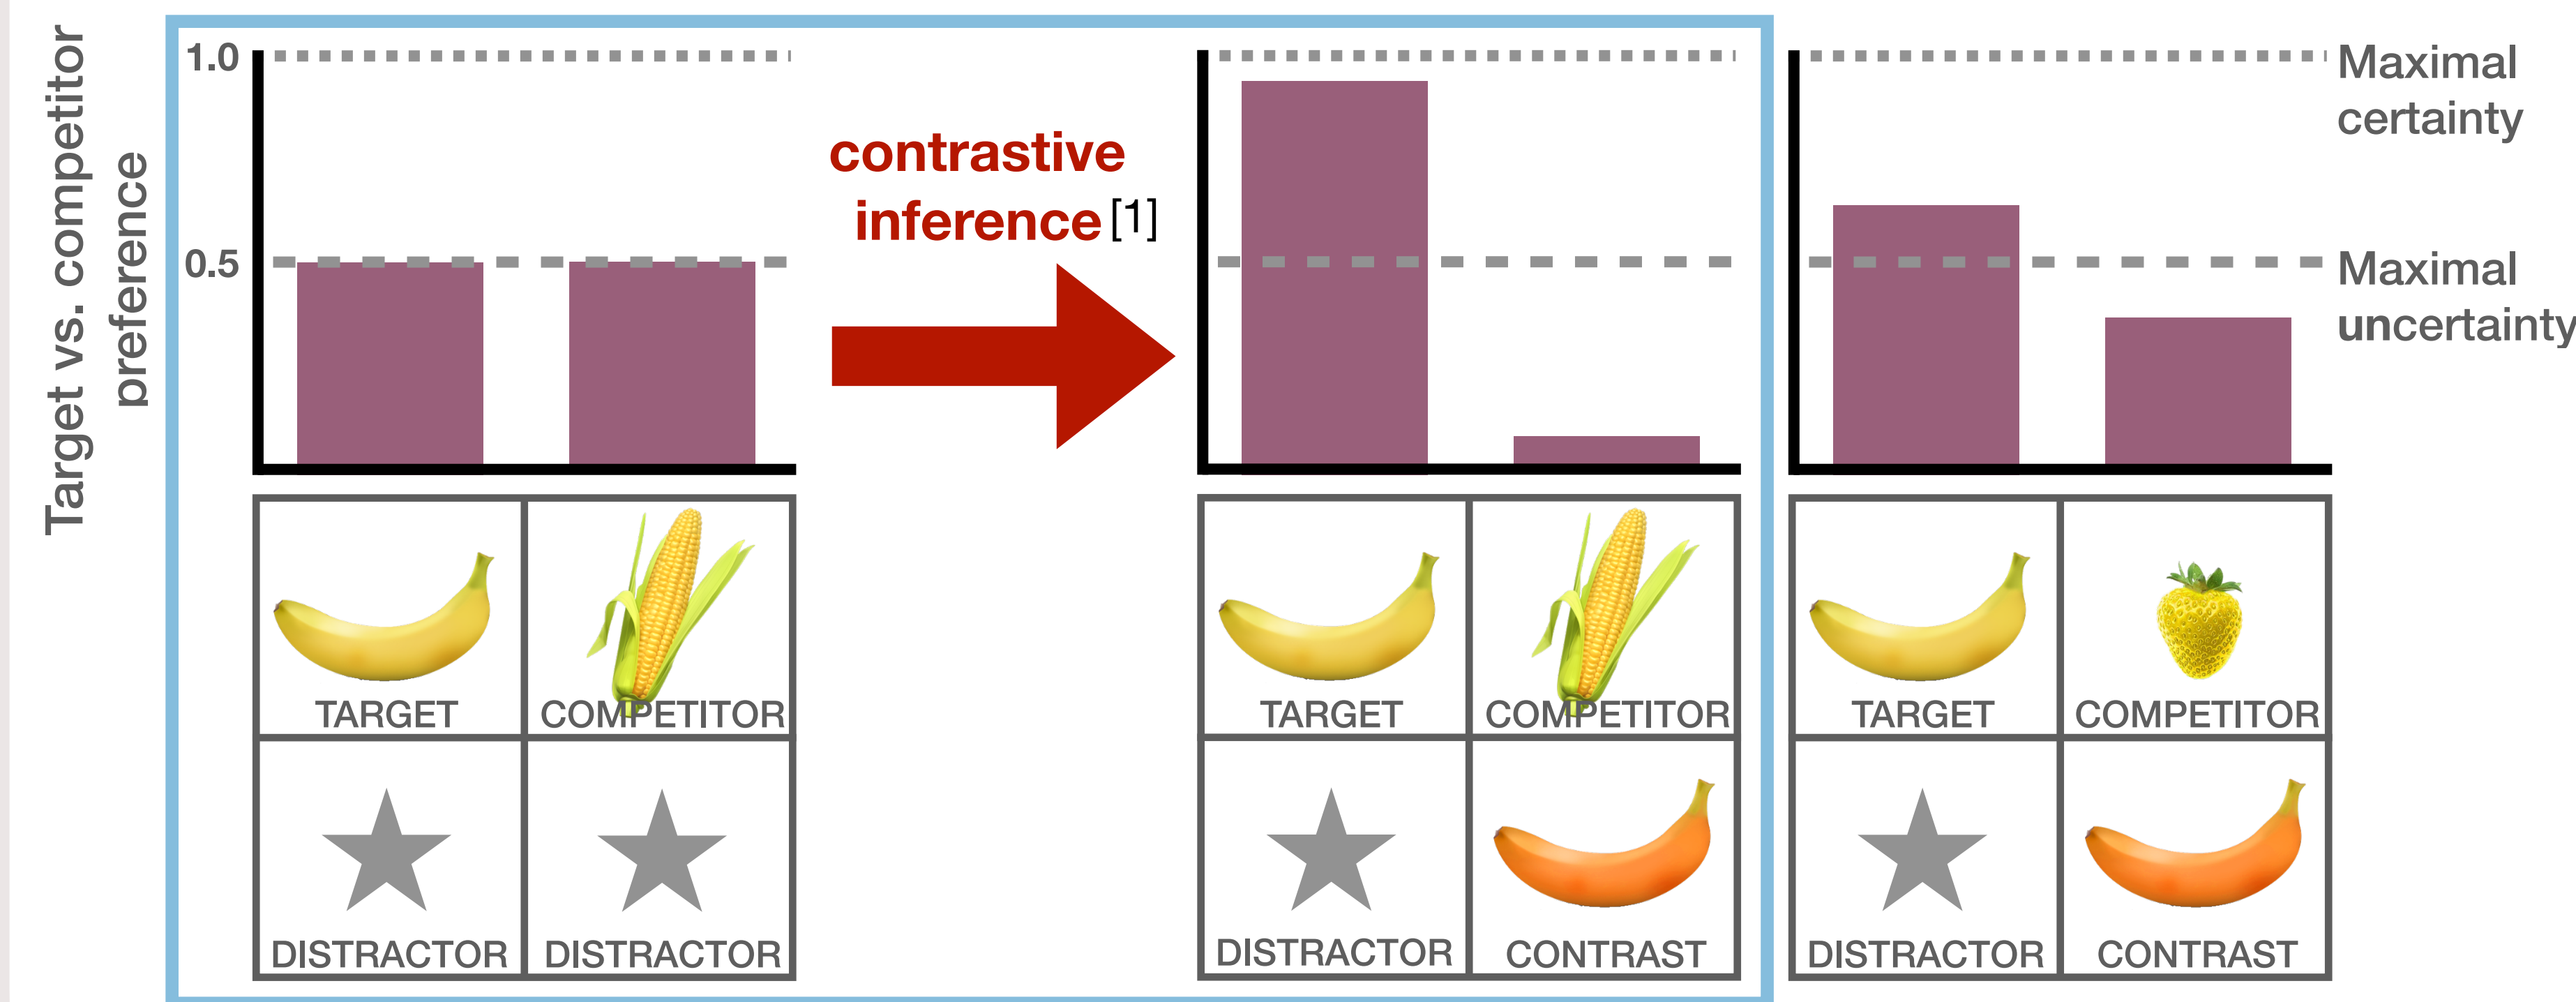 Target vs. competitor
preference
1.0
0.5
contrastive
inference [1]
Maximal
certainty
Maximal
uncertainty
TARGET
COMPETITOR
DISTRACTOR
DISTRACTOR
TARGET
COMPETITOR
DISTRACTOR
CONTRAST
TARGET
COMPETITOR
DISTRACTOR
CONTRAST